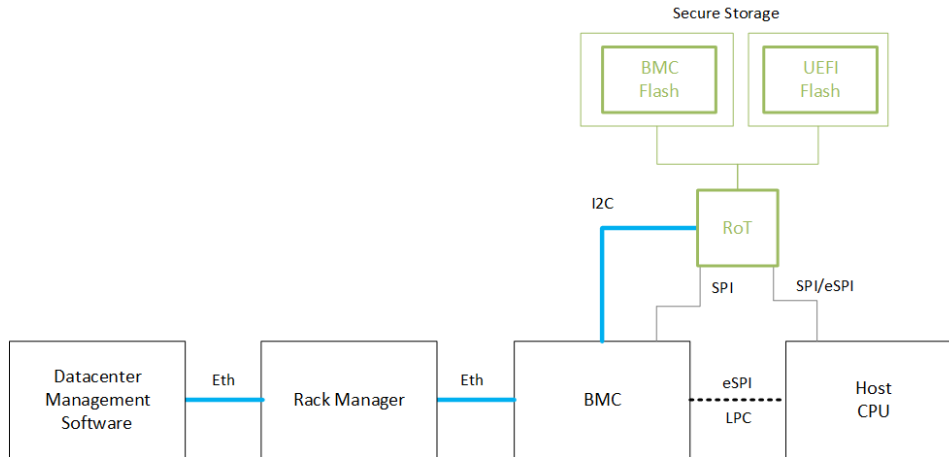 Secure Storage
BMC
Flash
UEFI
Flash
I2C
RoT
SPI
SPI/eSPI
Datacenter
Management
Software
Eth
Rack Manager
Eth
BMC
eSPI
LPC
Host
CPU